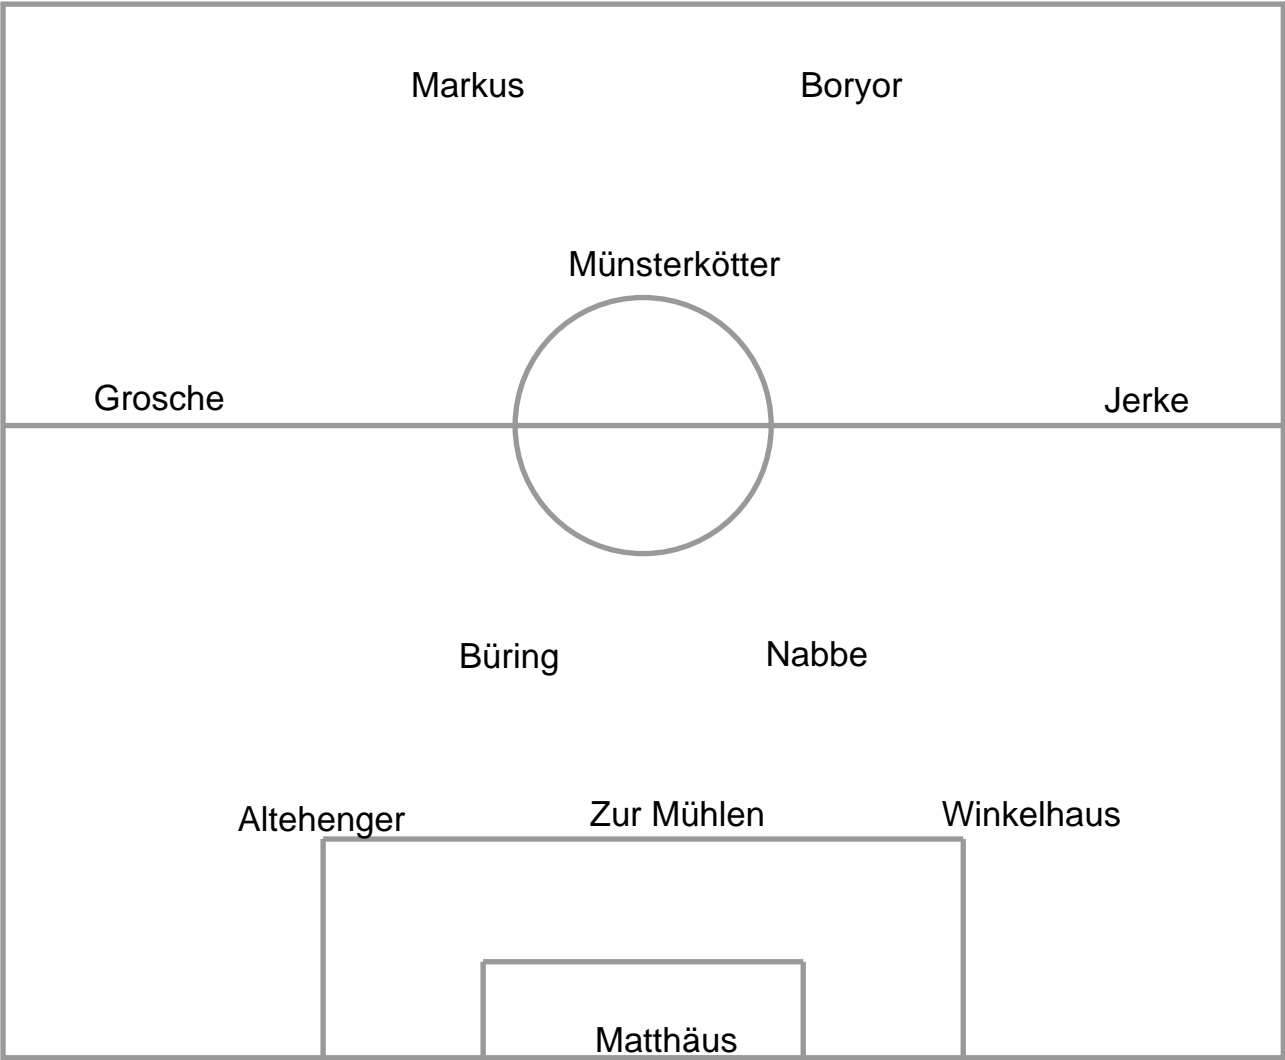 Markus
Boryor
Münsterkötter
Grosche
Jerke
Büring
Nabbe
Altehenger
Zur Mühlen
Winkelhaus
Matthäus